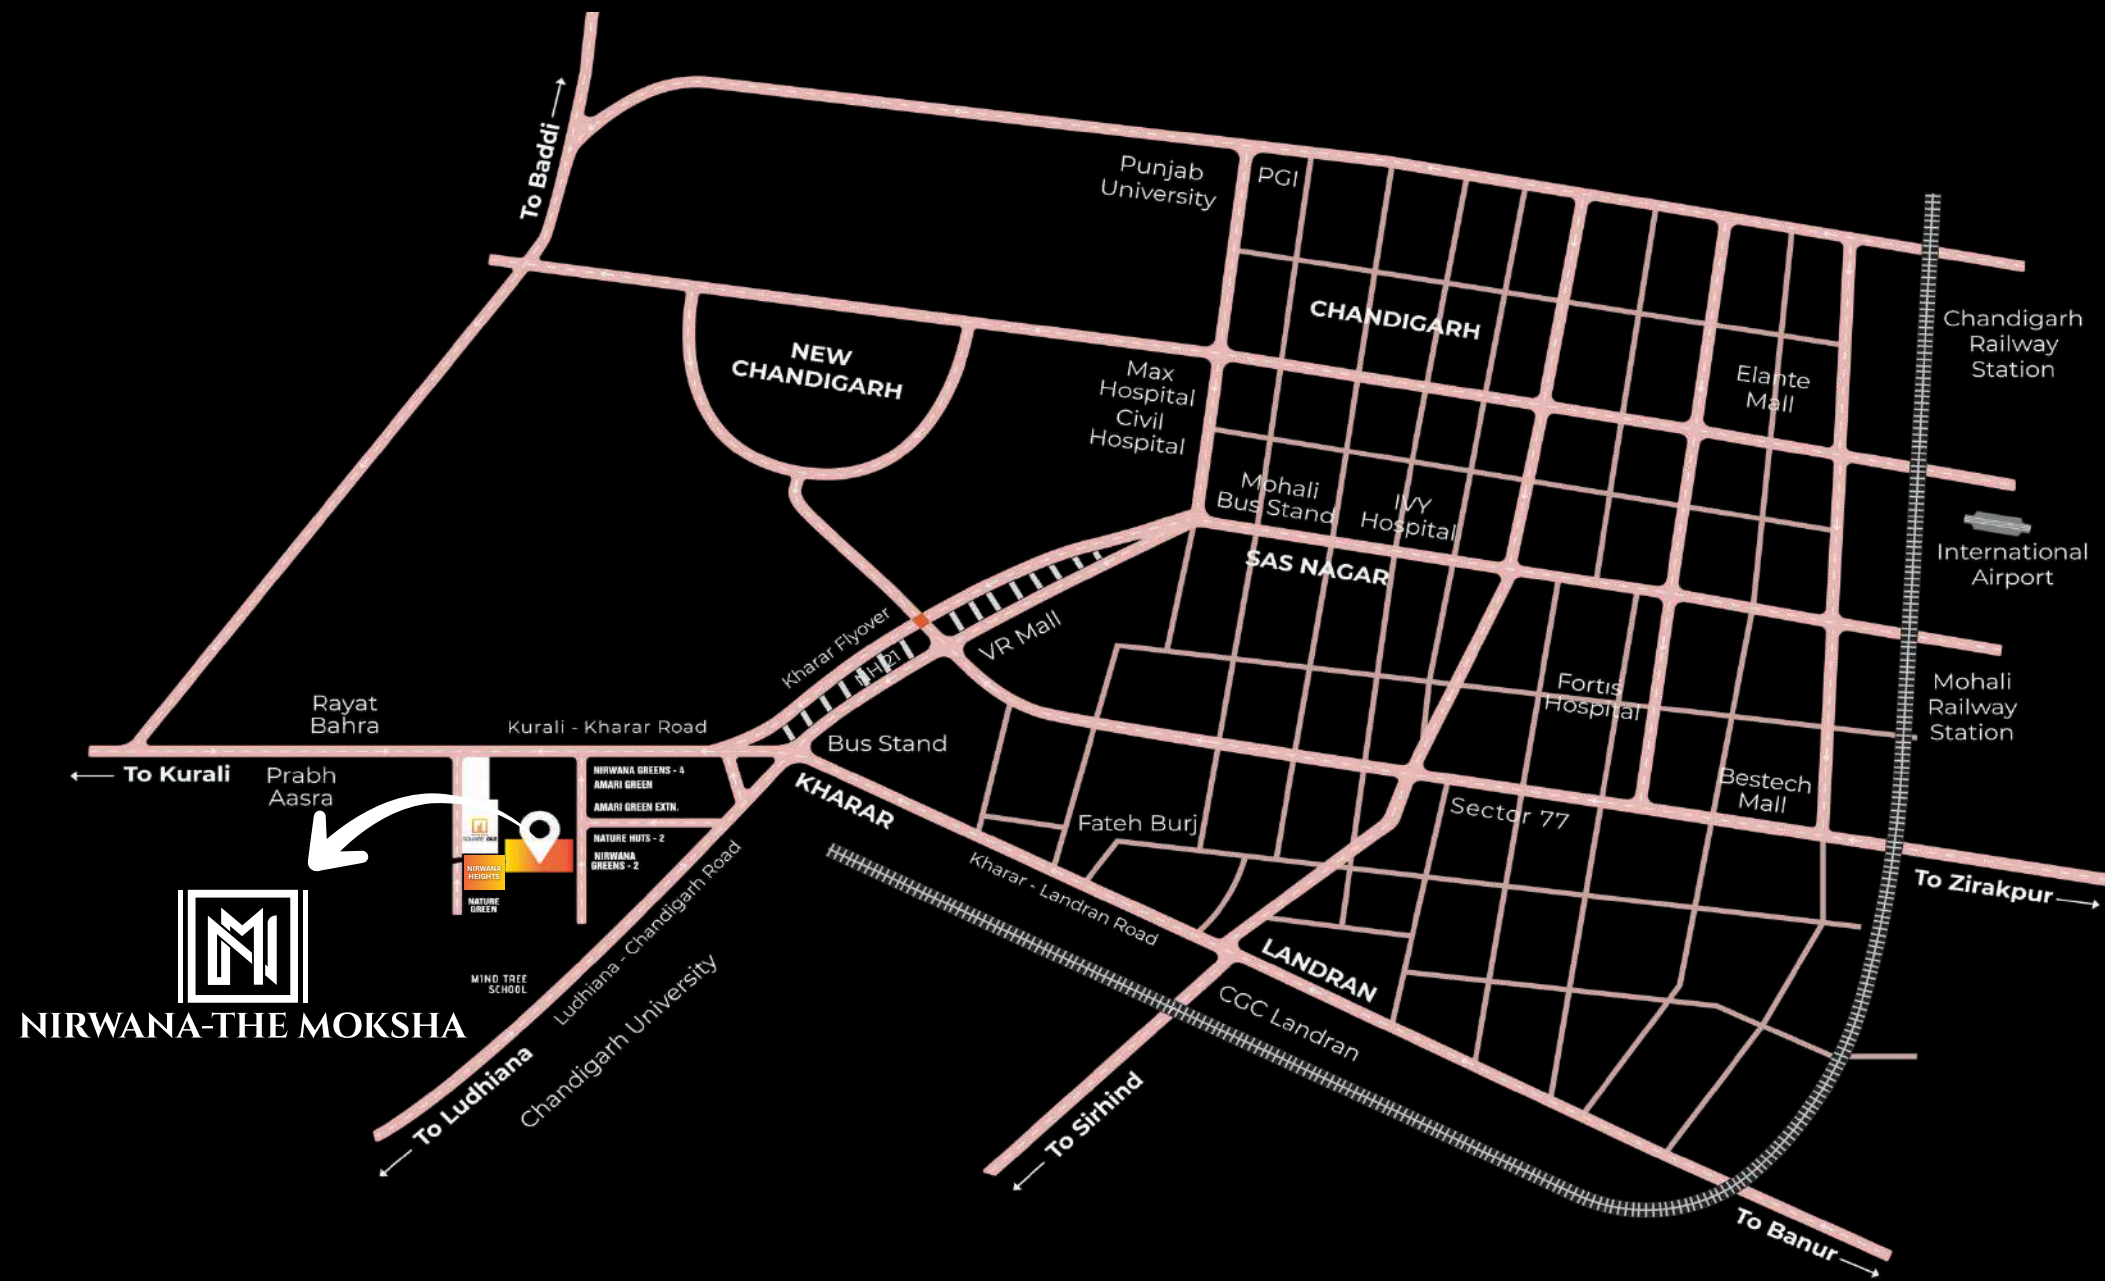 To Baddi
Punjab
University
PGI
CHANDIGARH
Chandigarh
Railway
Station
NEW
CHANDIGARH
Max
Hospital
Civil
Hospital
Elante
Mall
Mohali
Bus Stand
IVY
Hospital
SAS NAGAR
International
Airport
Kharar Flyover
NH 21
VR Mall
Fortis
Hospital
Mohali
Railway
Station
Rayat
Bahra
Kurali - Kharar Road
Bus Stand
To Kurali
Prabh
Aasra
NIRWANA GREENS - 4
AMARI GREEN
AMARI GREEN EXTN.
NATURE HUTS - 2
NIRWANA
GREENS - 2
SQUARE ONE
NIRWANA
HEIGHTS
NATURE
GREEN
KHARAR
Bestech
Mall
Sector 77
Fateh Burj
Kharar - Landran Road
To Zirakpur
LANDRAN
CGC Landran
MIND TREE
SCHOOL
Ludhiana - Chandigarh Road
Chandigarh University
NIRWANA-THE MOKSHA
To Ludhiana
To Sirhind
To Banur